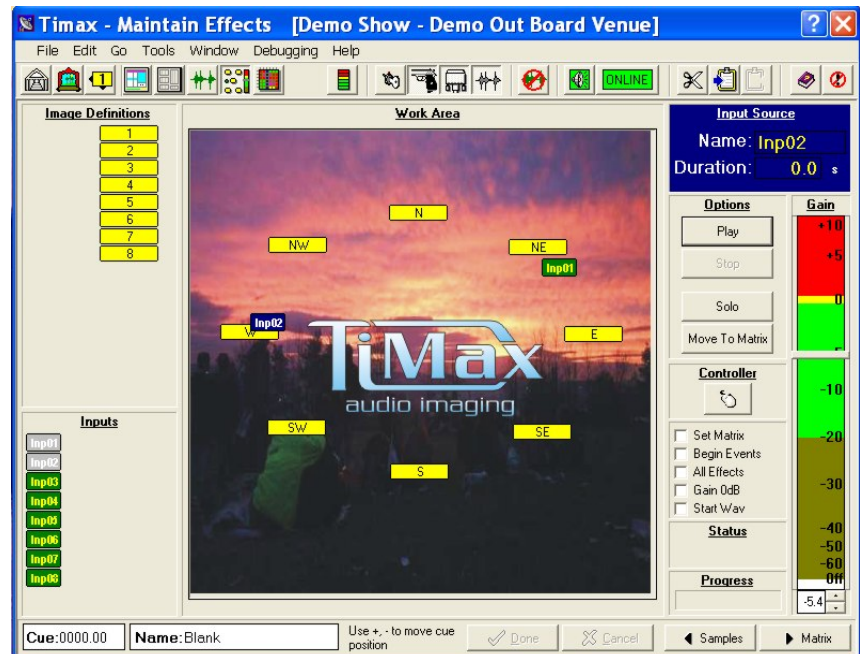 Timax - Maintain Effects [Demo Show - Demo Out Board Venue]
File Edit Go Tools Window Debugging Help
1
ONLINE
Image Definitions
1
2
3
4
5
6
7
8
Inputs
Inp01
Inp02
Inp03
Inp04
Inp05
Inp06
Inp07
Inp08
Work Area
N
NW
NE
Inp01
Inp02
W
E
TiMax
audio imaging
SW
SE
S
Input Source
Name: Inp02
Duration: 0.0 s
Options
Play
Stop
Solo
Move To Matrix
Controller
Set Matrix
Begin Events
All Effects
Gain 0dB
Start Wav
Status
Progress
Gain
+10
+5
0
-10
-20
-30
-40
-50
-60
Off
-5.4
Cue:0000.00
Name:Blank
Use +, - to move cue
position
Done
Cancel
Samples
Matrix